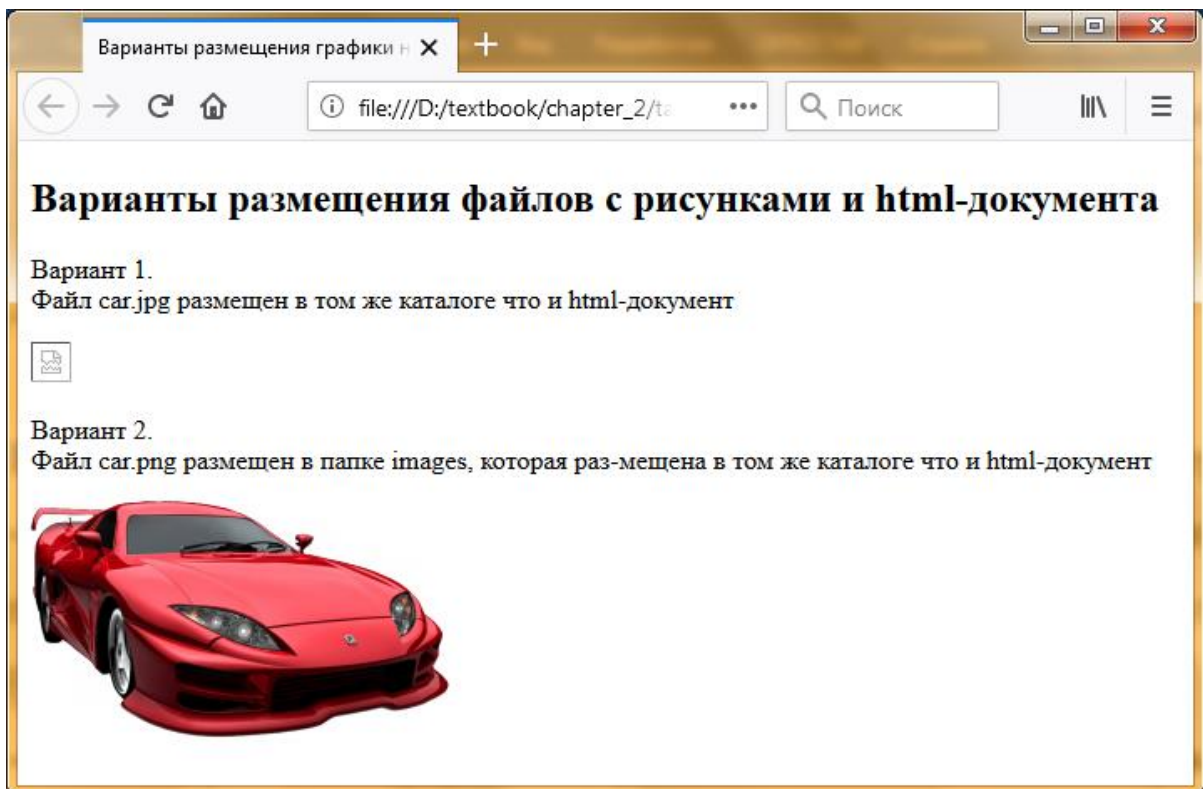 Варианты размещения графики н
file:///D:/textbook/chapter_2/ta
Поиск
Варианты размещения файлов с рисунками и html-документа
Вариант 1.
Файл car.jpg размещен в том же каталоге что и html-документ
Вариант 2.
Файл car.png размещен в папке images, которая раз-мещена в том же каталоге что и html-документ